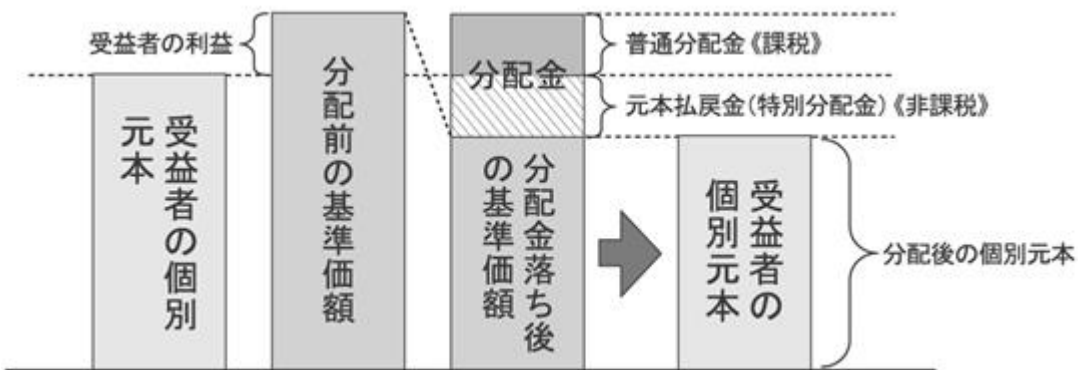 受益者の利益
受益者の個別
元本
分配前の基準価額
分配金
分配金落ち後
の基準価額
普通分配金《課税》
元本払戻金(特別分配金)《非課税》
受益者の
個別元本
分配後の個別元本